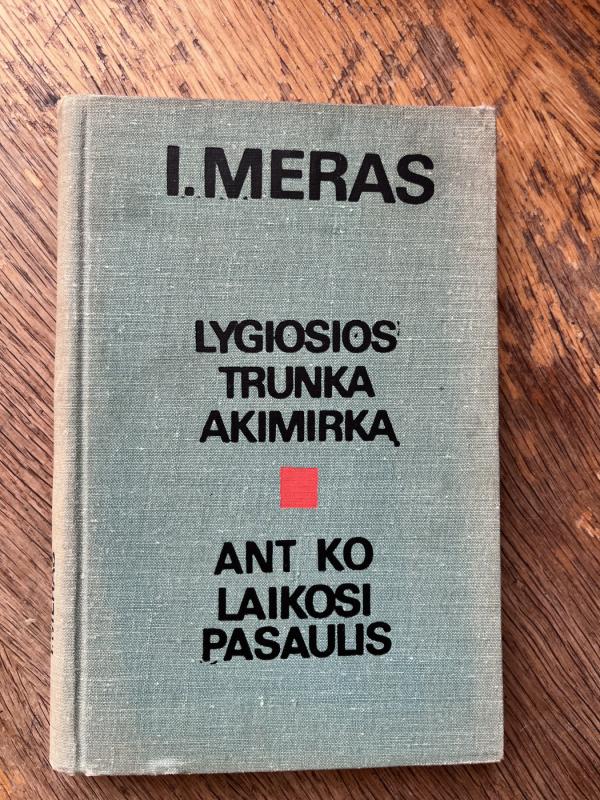 I. MERAS
LYGIOSIOS
TRUNKA
AKIMIRKĄ
ANT KO
LAIKOSI
PASAULIS